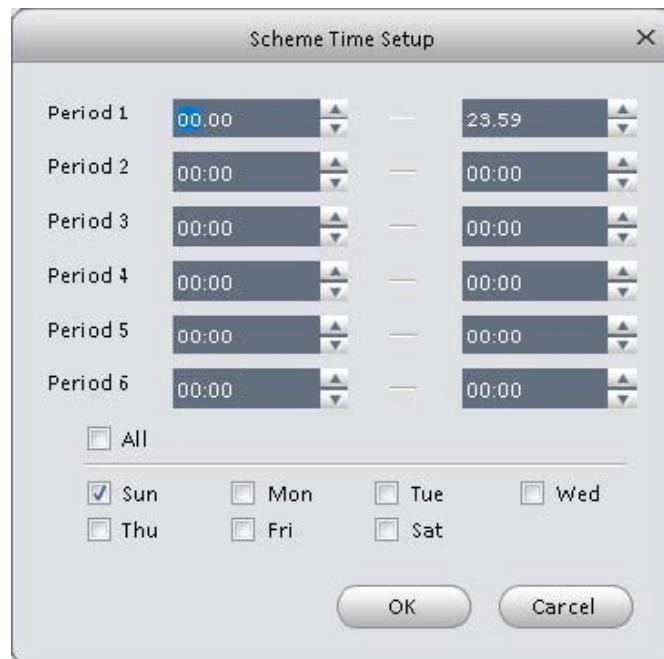 Scheme Time Setup
Period 1 00.00 23.59
Period 2 00:00 00:00
Period 3 00:00 00:00
Period 4 00:00 00:00
Period 5 00:00 00:00
Period 6 00:00 00:00
All
Sun Mon Tue Wed
Thu Fri Sat
OK Carcel